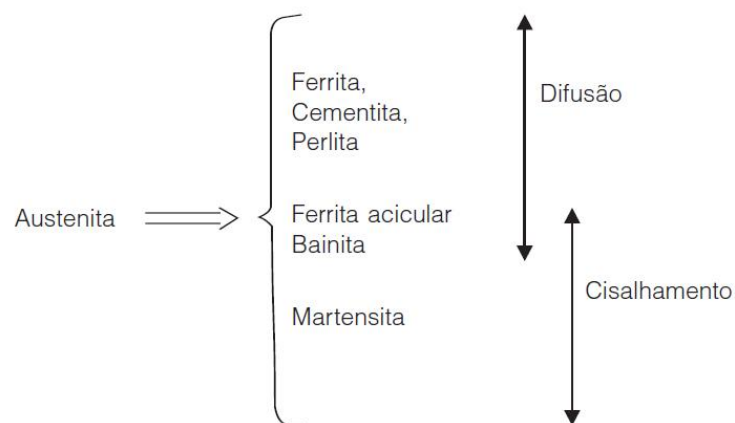 Ferrita,
Cementita,
Perlita
Difusão
Austenita
Ferrita acicular
Bainita
Cisalhamento
Martensita